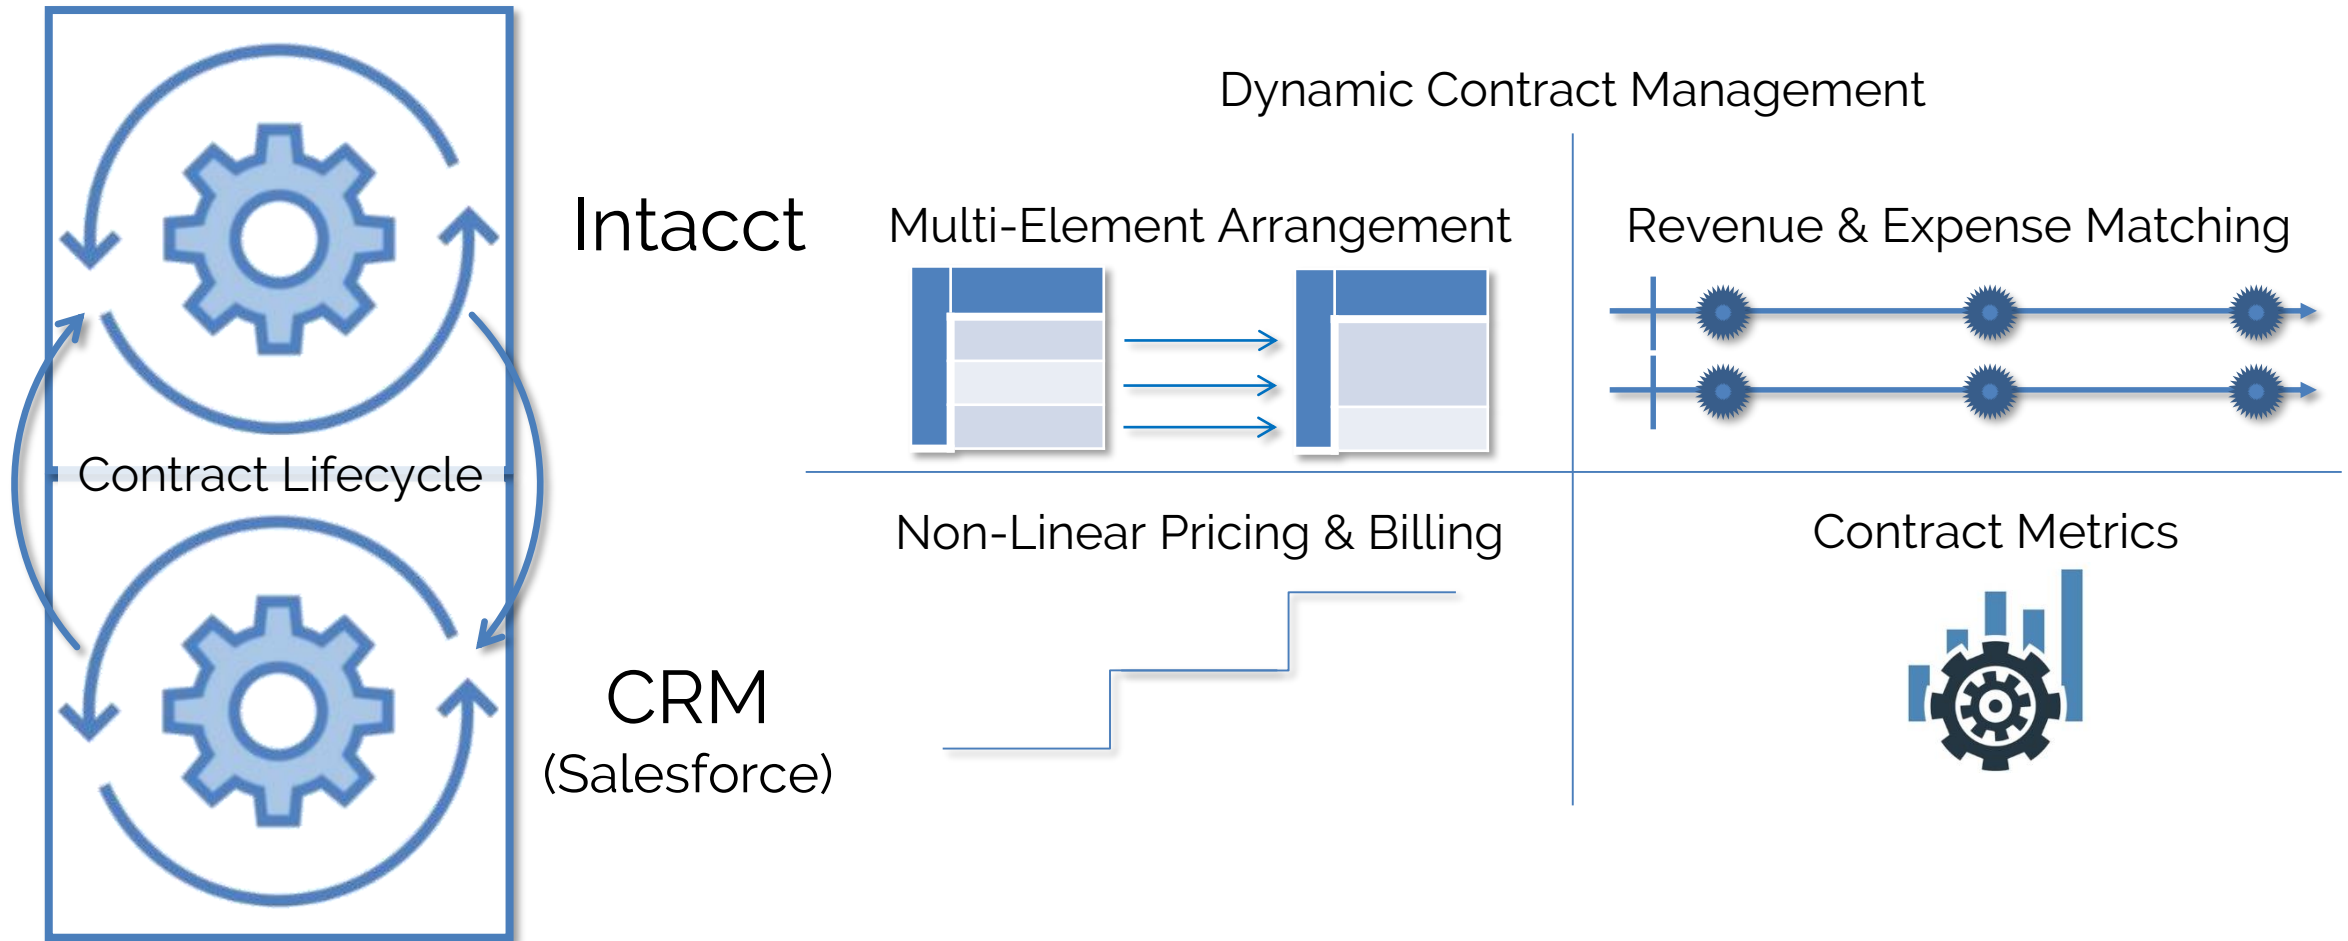 Dynamic Contract Management
Intacct
Multi-Element Arrangement
Revenue & Expense Matching
Contract Lifecycle
Non-Linear Pricing & Billing
Contract Metrics
CRM
(Salesforce)